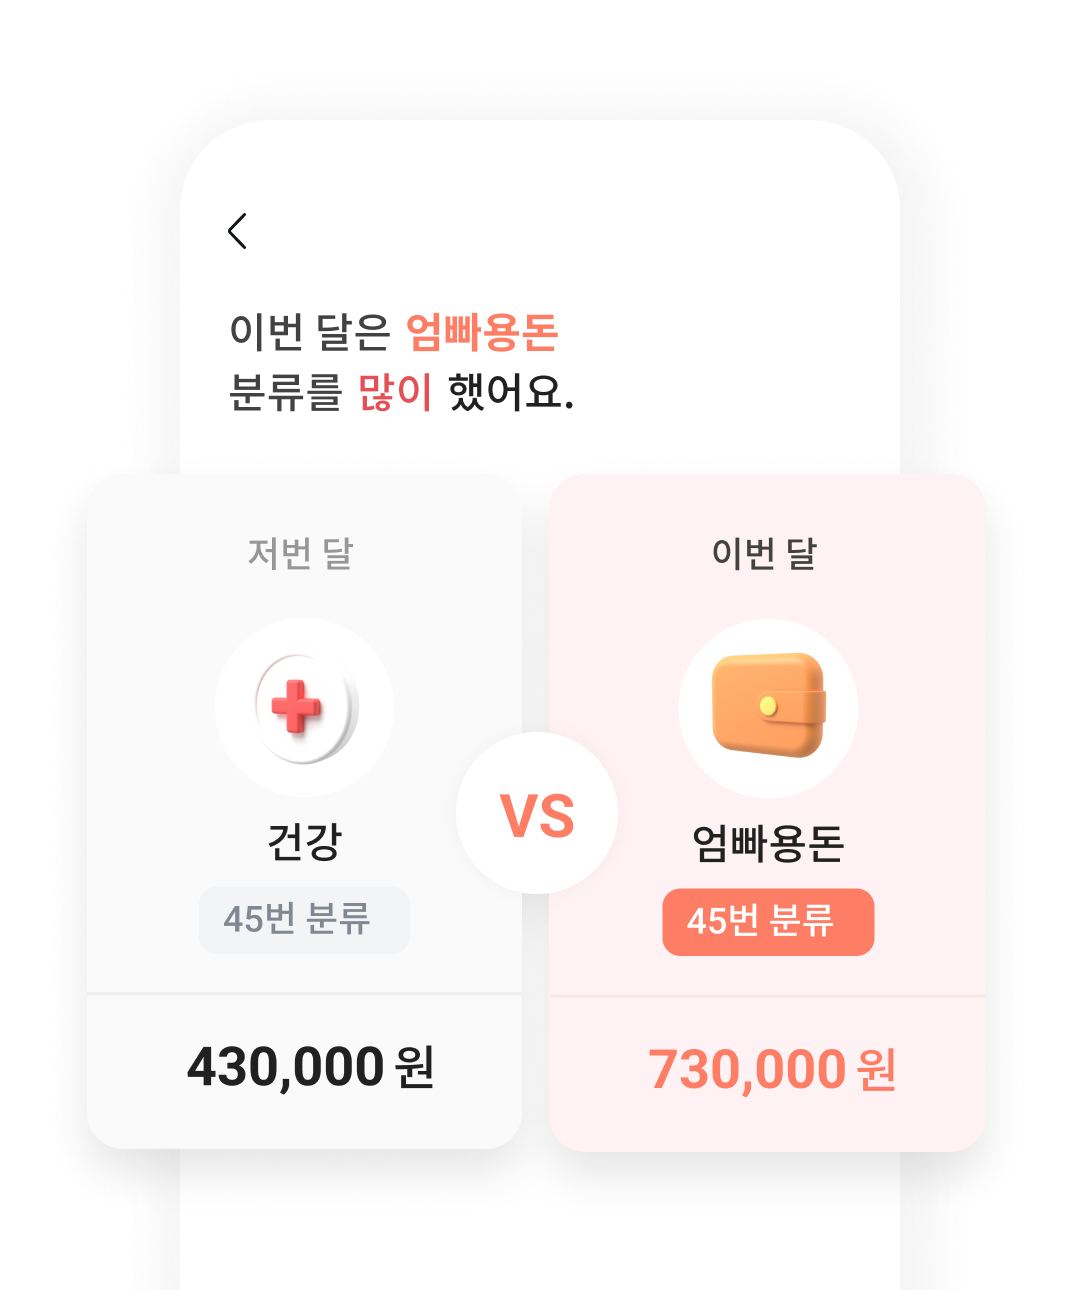 이번 달은 엄빠용돈
분류를 많이 했어요.
저번 달
건강
45번 분류
430,000 원
VS
이번 달
엄빠용돈
45번 분류
730,000 원